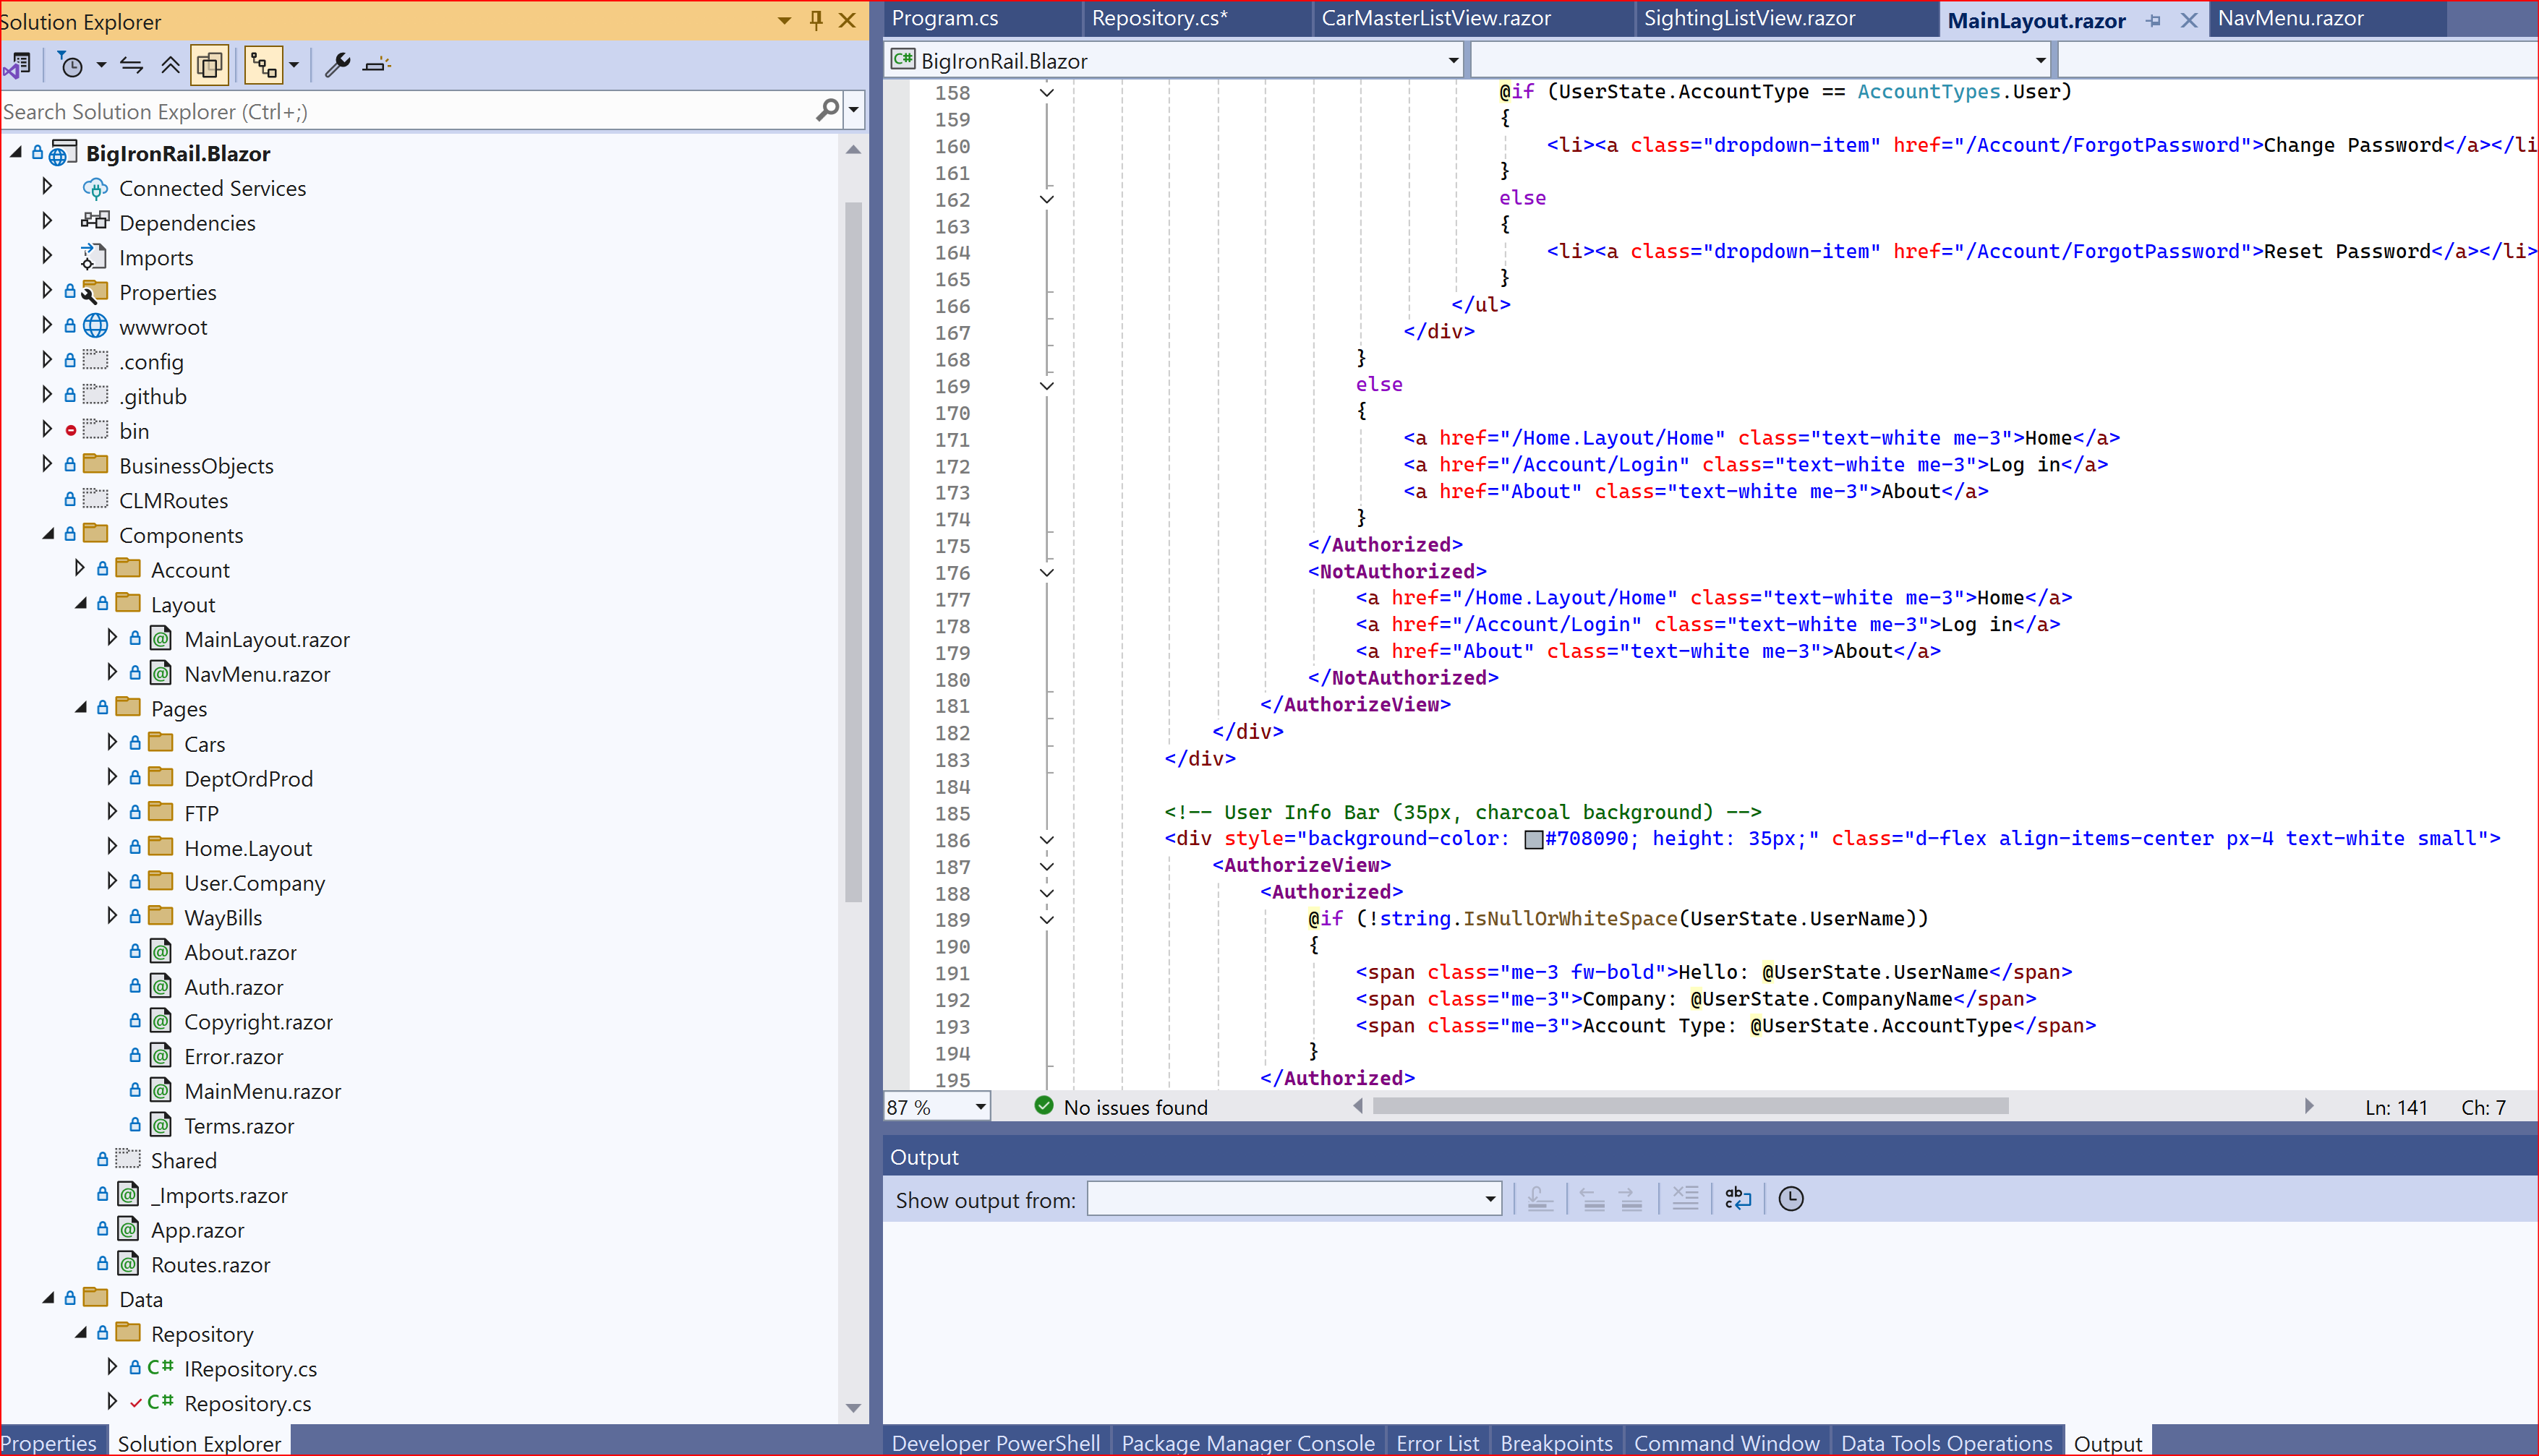 Solution Explorer
Search Solution Explorer (Ctrl+;)
BigIronRail.Blazor
Connected Services
Dependencies
Imports
Properties
wwwroot
.config
.github
bin
BusinessObjects
CLMRoutes
Components
Account
Layout
MainLayout.razor
NavMenu.razor
Pages
Cars
DeptOrdProd
FTP
Home.Layout
User.Company
WayBills
About.razor
Auth.razor
Copyright.razor
Error.razor
MainMenu.razor
Terms.razor
Shared
_Imports.razor
App.razor
Routes.razor
Data
Repository
C# IRepository.cs
C# Repository.cs
Properties Solution Explorer
Program.cs Repository.cs* CarMasterListView.razor SightingListView.razor MainLayout.razor NavMenu.razor
C# BigIronRail.Blazor
158 @if (UserState.AccountType == AccountTypes.User)
159 {
160 <li><a class="dropdown-item" href="/Account/ForgotPassword">Change Password</a></li
161 }
162 else
163 {
164 <li><a class="dropdown-item" href="/Account/ForgotPassword">Reset Password</a></li>
165 }
166 </ul>
167 </div>
168 }
169 else
170 {
171 <a href="/Home.Layout/Home" class="text-white me-3">Home</a>
172 <a href="/Account/Login" class="text-white me-3">Log in</a>
173 <a href="About" class="text-white me-3">About</a>
174 }
175 </Authorized>
176 <NotAuthorized>
177 <a href="/Home.Layout/Home" class="text-white me-3">Home</a>
178 <a href="/Account/Login" class="text-white me-3">Log in</a>
179 <a href="About" class="text-white me-3">About</a>
180 </NotAuthorized>
181 </AuthorizeView>
182 </div>
183 </div>
184
185 <!-- User Info Bar (35px, charcoal background) -->
186 <div style="background-color: #708090; height: 35px;" class="d-flex align-items-center px-4 text-white small">
187 <AuthorizeView>
188 <Authorized>
189 @if (!string.IsNullOrWhiteSpace(UserState.UserName))
190 {
191 <span class="me-3 fw-bold">Hello: @UserState.UserName</span>
192 <span class="me-3">Company: @UserState.CompanyName</span>
193 <span class="me-3">Account Type: @UserState.AccountType</span>
194 }
195 </Authorized>
87 % No issues found Ln: 141 Ch: 7
Output
Show output from:
Developer PowerShell Package Manager Console Error List Breakpoints Command Window Data Tools Operations Output